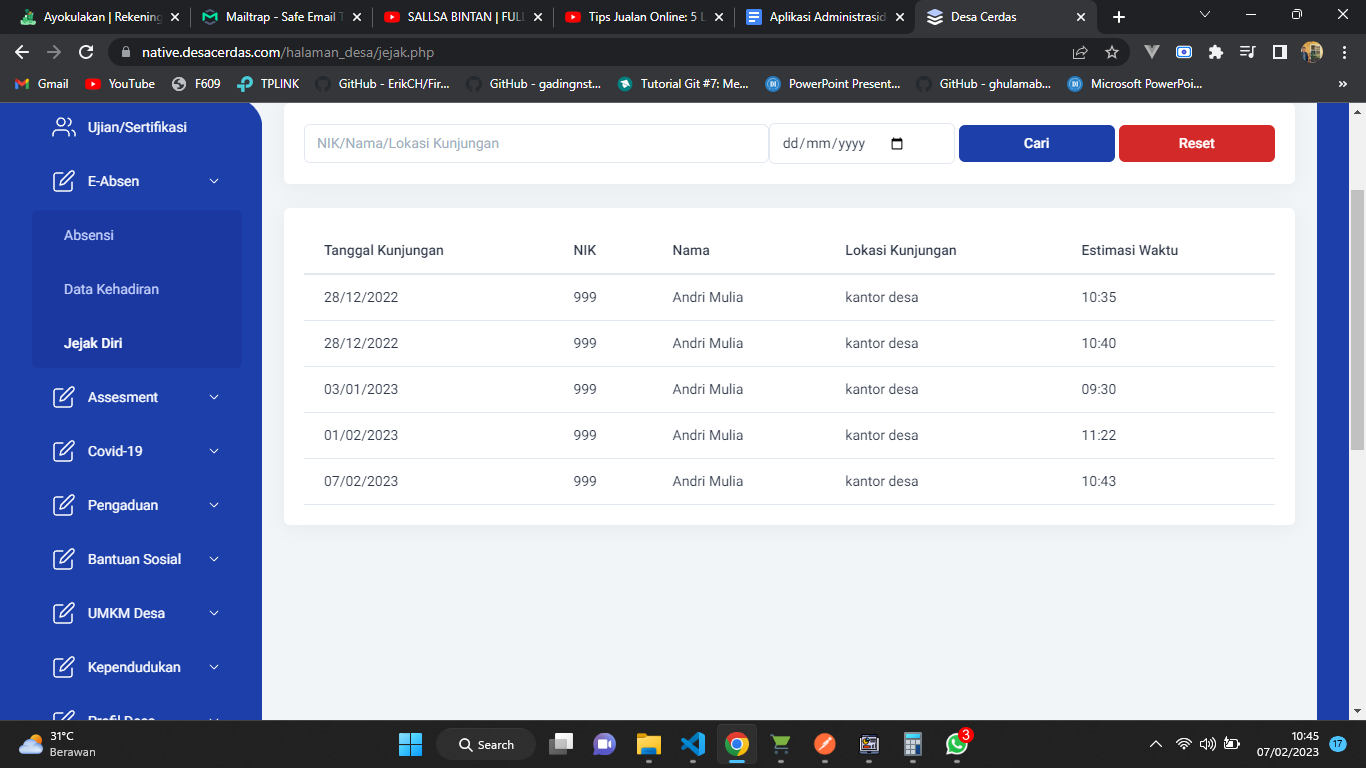 Ayokulakan | Rekening
Mailtrap - Safe Email T
SALLSA BINTAN | FULL
Tips Jualan Online: 5 L
Aplikasi Administrasid
Desa Cerdas
native.desacerdas.com/halaman_desa/jejak.php
Gmail
YouTube
F609
TPLINK
GitHub - ErikCH/Fir...
GitHub - gadingnst...
Tutorial Git #7: Me...
PowerPoint Present...
GitHub - ghulamab...
Microsoft PowerPoi...
»
Ujian/Sertifikasi
E-Absen
Absensi
Data Kehadiran
Jejak Diri
Assesment
Covid-19
Pengaduan
Bantuan Sosial
UMKM Desa
Kependudukan
Profil Desa
NIK/Nama/Lokasi Kunjungan dd/mm/yyyy Cari Reset
Tanggal Kunjungan NIK Nama Lokasi Kunjungan Estimasi Waktu
28/12/2022 999 Andri Mulia kantor desa 10:35
28/12/2022 999 Andri Mulia kantor desa 10:40
03/01/2023 999 Andri Mulia kantor desa 09:30
01/02/2023 999 Andri Mulia kantor desa 11:22
07/02/2023 999 Andri Mulia kantor desa 10:43
31°C
Berawan
Search
3
10:45
07/02/2023
17